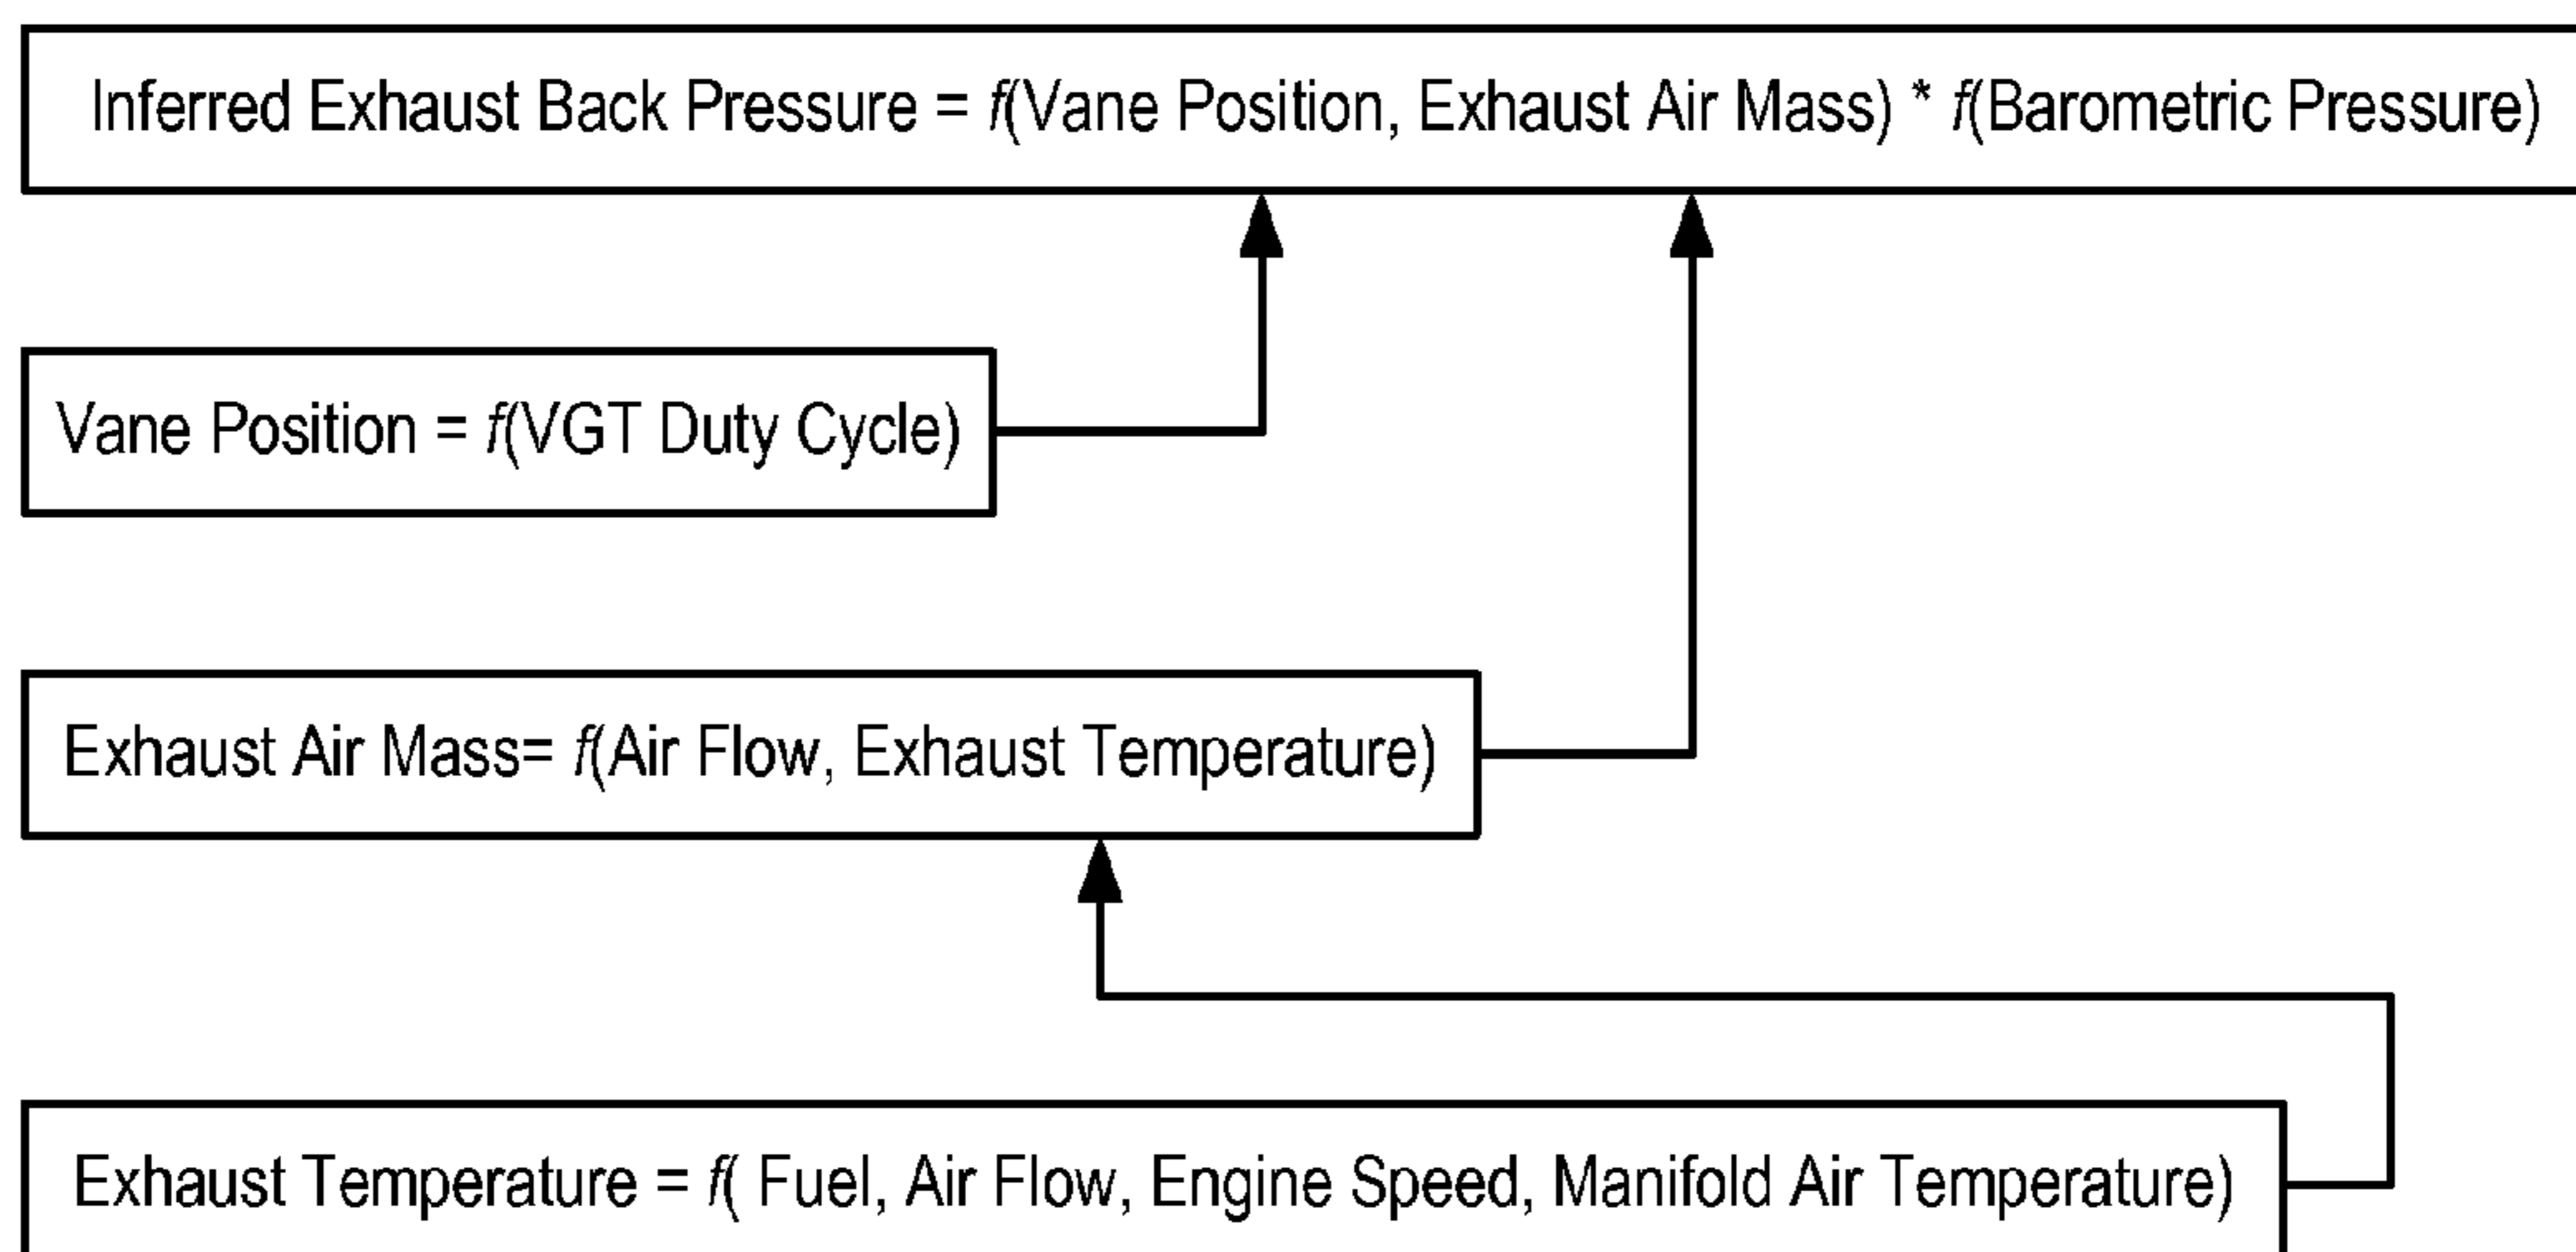 Inferred Exhaust Back Pressure = f(Vane Position, Exhaust Air Mass) * f(Barometric Pressure)
Vane Position = f(VGT Duty Cycle)
Exhaust Air Mass= f(Air Flow, Exhaust Temperature)
Exhaust Temperature = f( Fuel, Air Flow, Engine Speed, Manifold Air Temperature)